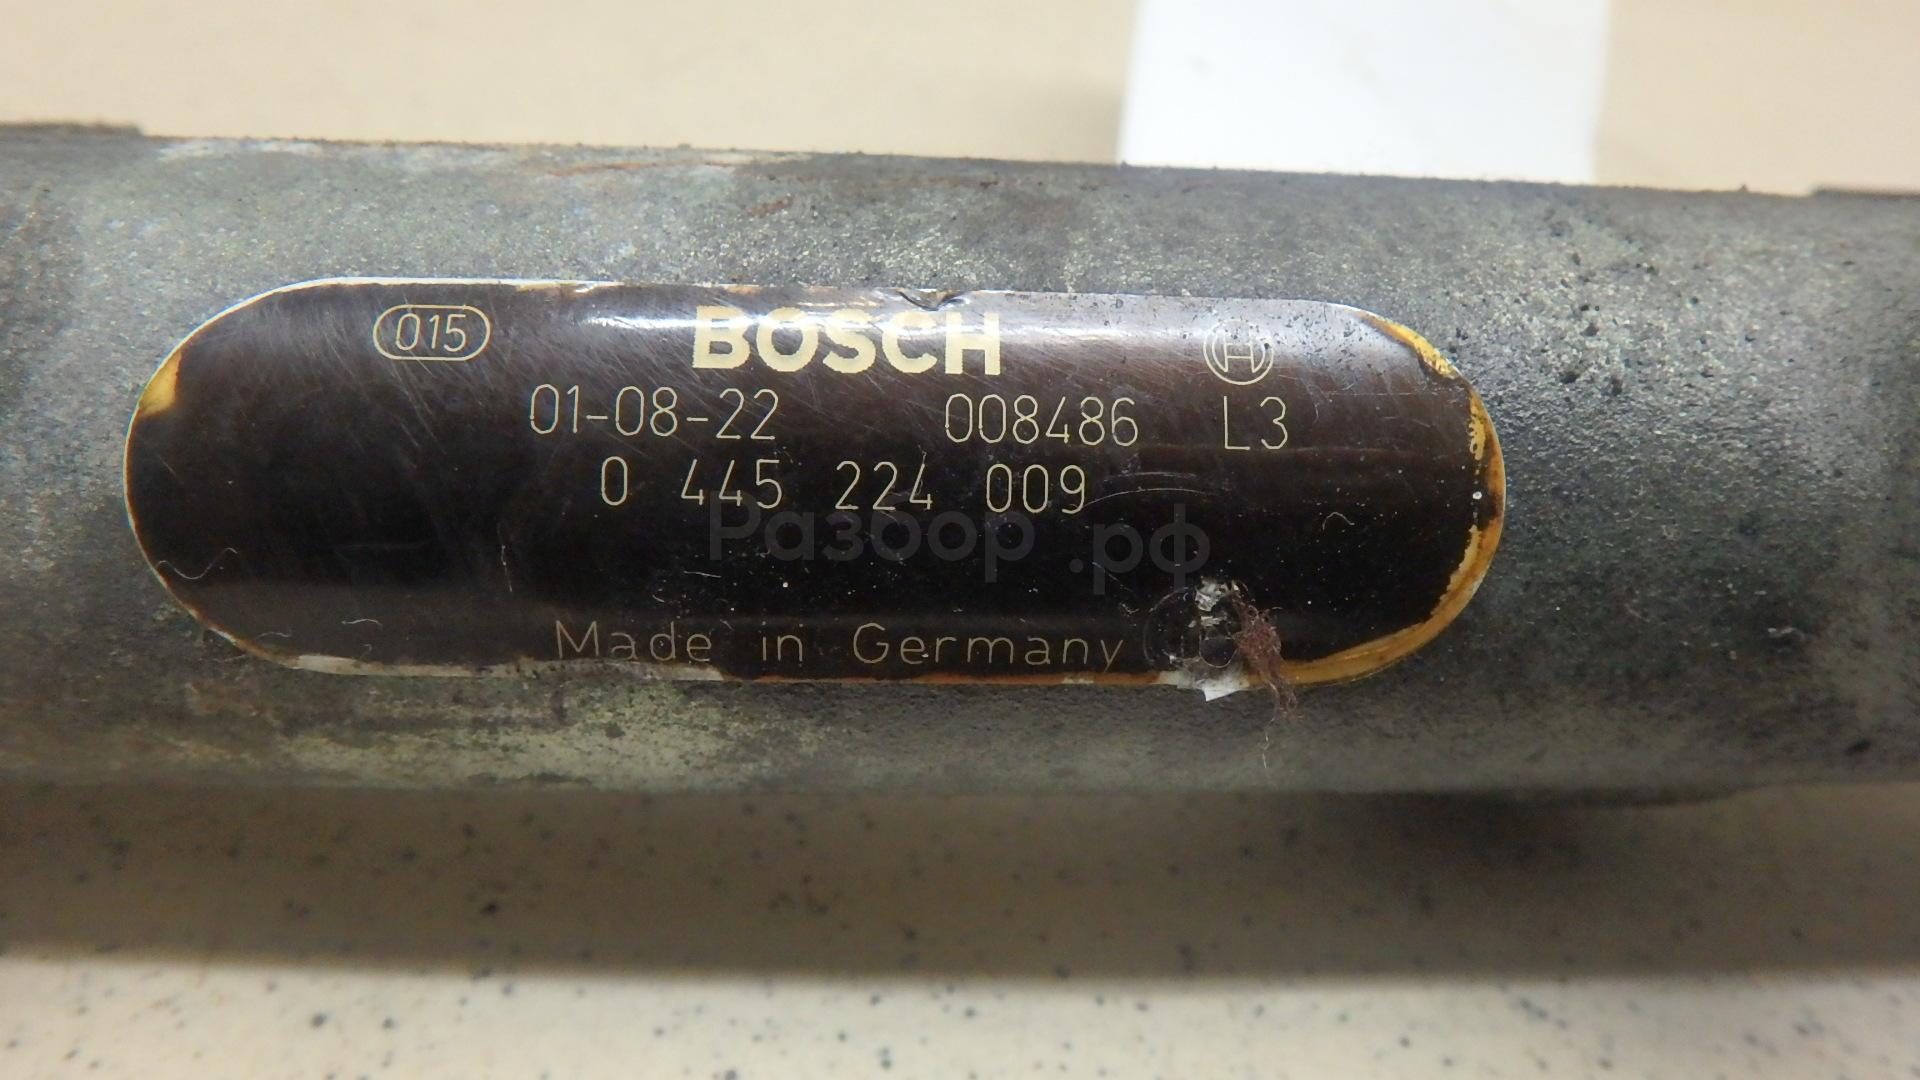 015 BOSCH
01-08-22 008486 L3
0 445 224 009
Разбор.рф
Made in Germany